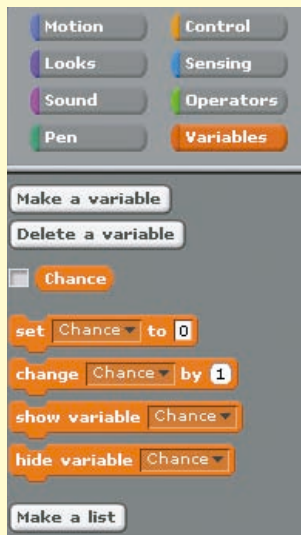 Motion Control
Looks Sensing
Sound Operators
Pen Variables
Make a variable
Delete a variable
Chance
set Chance to 0
change Chance by 1
show variable Chance
hide variable Chance
Make a list